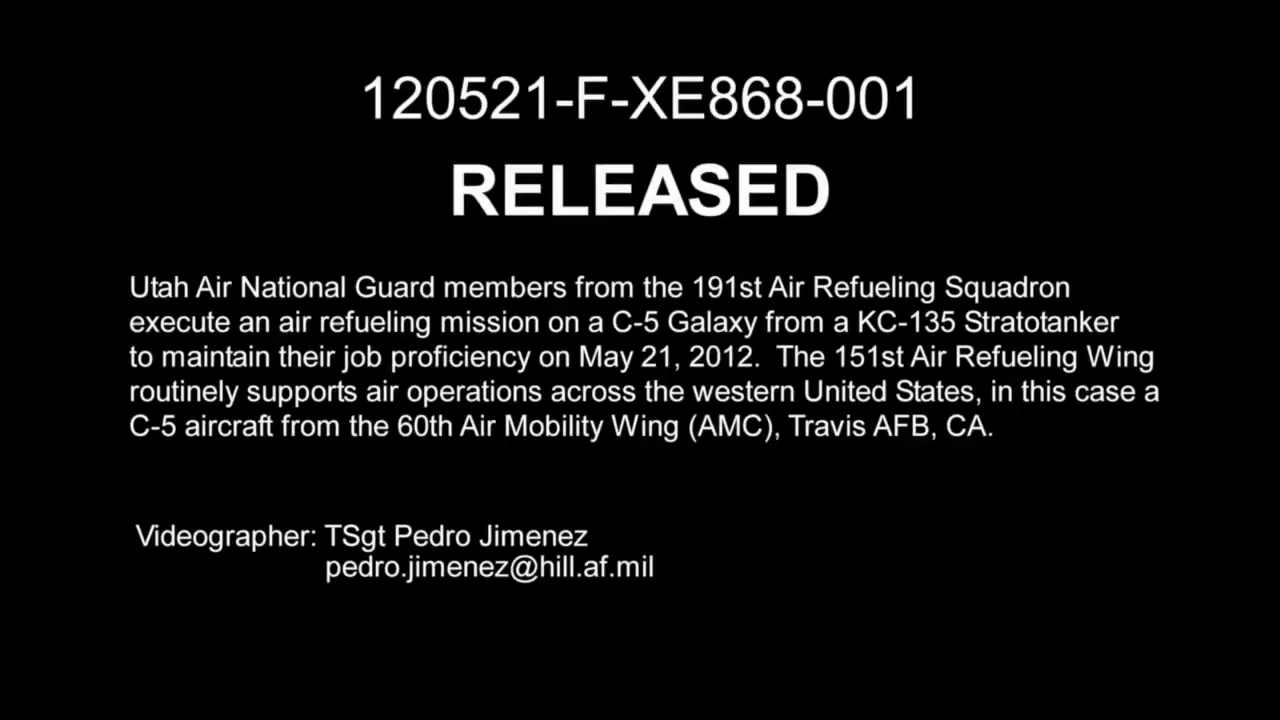 120521-F-XE868-001
RELEASED
Utah Air National Guard members from the 191st Air Refueling Squadron
execute an air refueling mission on a C-5 Galaxy from a KC-135 Stratotanker
to maintain their job proficiency on May 21, 2012.  The 151st Air Refueling Wing
routinely supports air operations across the western United States, in this case a
C-5 aircraft from the 60th Air Mobility Wing (AMC), Travis AFB, CA.
Videographer: TSgt Pedro Jimenez
pedro.jimenez@hill.af.mil